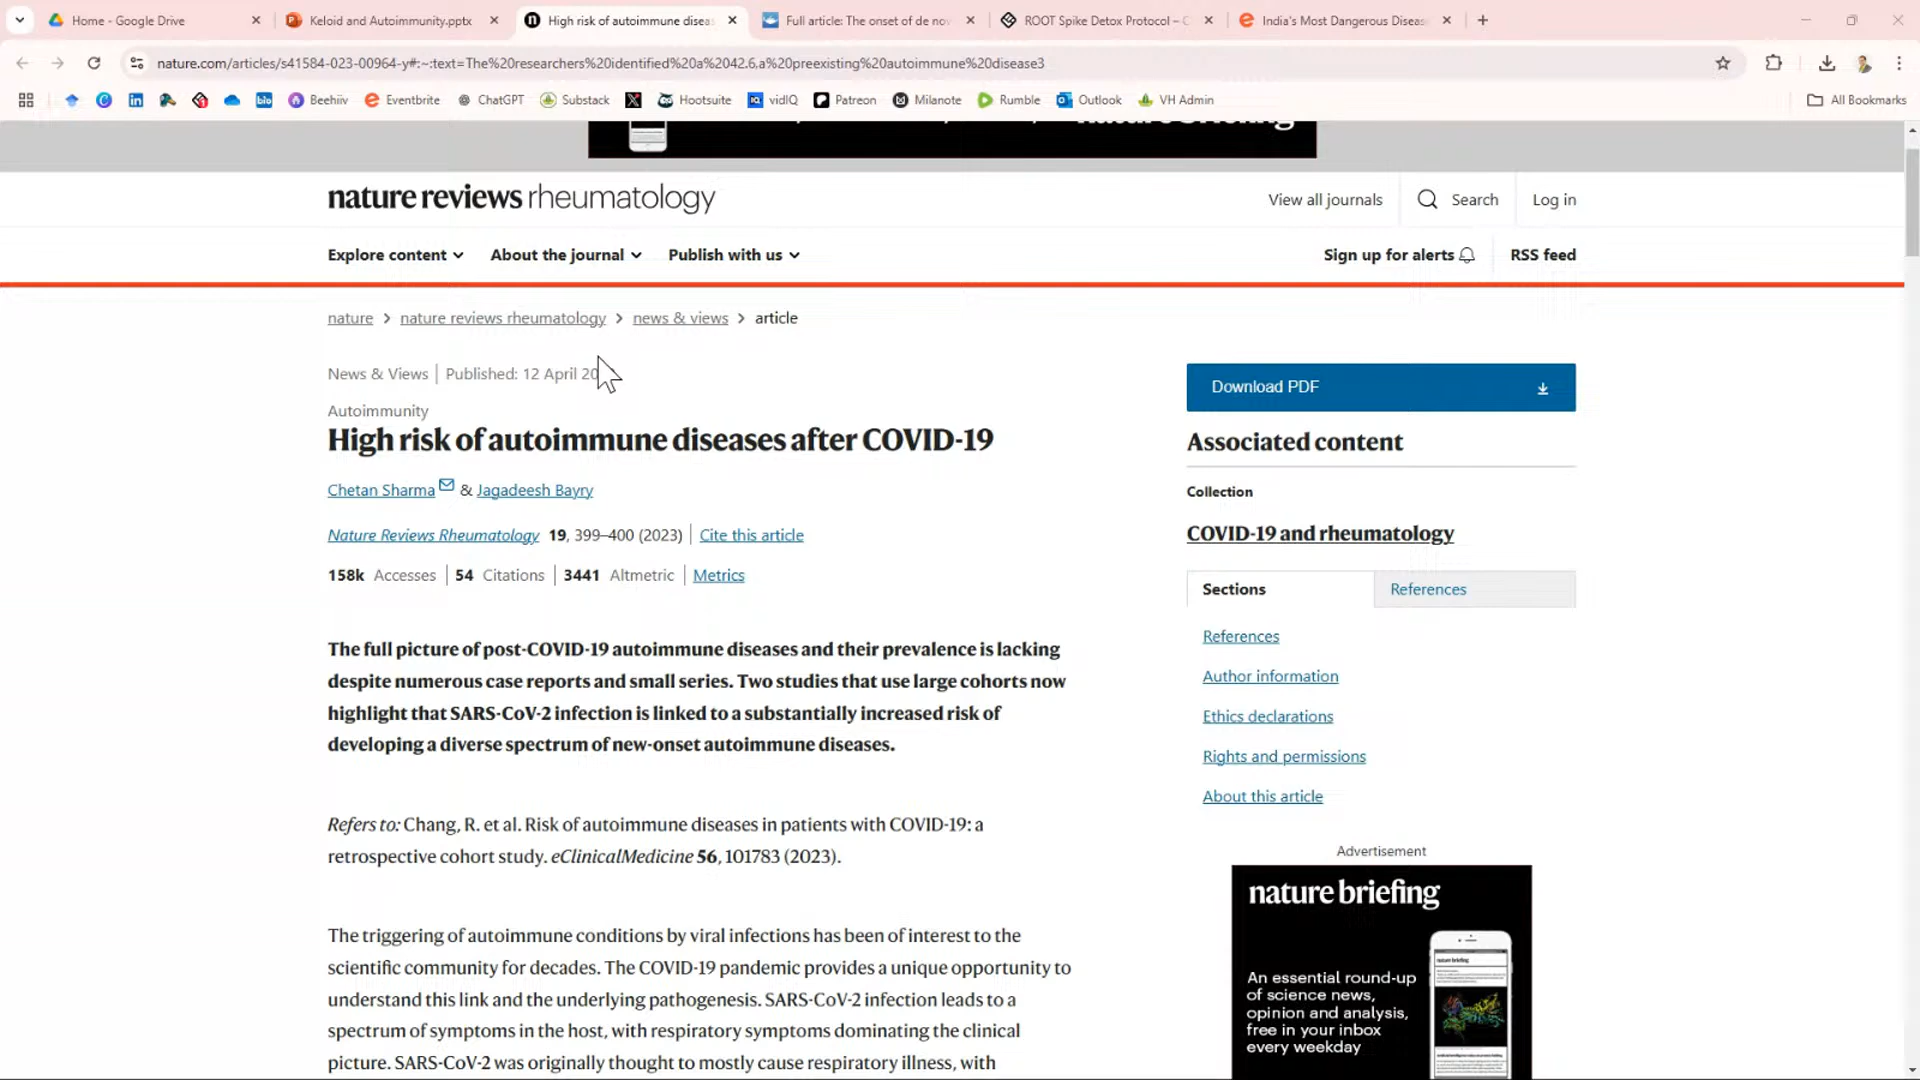 Home - Google Drive
Keloid and Autoimmunity.pptx
High risk of autoimmune diseas
Full article: The onset of de nov
ROOT Spike Detox Protocol – C
India's Most Dangerous Diseas
nature.com/articles/s41584-023-00964-y#:~:text=The%20researchers%20identified%20a%2042.6.a%20preexisting%20autoimmune%20disease3
Beehiiv
Eventbrite
ChatGPT
Substack
Hootsuite
vidIQ
Patreon
Milanote
Rumble
Outlook
VH Admin
All Bookmarks
nature reviews rheumatology
View all journals
Search
Log in
Explore content
About the journal
Publish with us
Sign up for alerts
RSS feed
nature > nature reviews rheumatology > news & views > article
News & Views | Published: 12 April 20
Autoimmunity
High risk of autoimmune diseases after COVID-19
Chetan Sharma & Jagadeesh Bayry
Nature Reviews Rheumatology 19, 399–400 (2023) | Cite this article
158k Accesses | 54 Citations | 3441 Altmetric | Metrics
The full picture of post-COVID-19 autoimmune diseases and their prevalence is lacking
despite numerous case reports and small series. Two studies that use large cohorts now
highlight that SARS-CoV-2 infection is linked to a substantially increased risk of
developing a diverse spectrum of new-onset autoimmune diseases.
Refers to: Chang, R. et al. Risk of autoimmune diseases in patients with COVID-19: a
retrospective cohort study. eClinicalMedicine 56, 101783 (2023).
The triggering of autoimmune conditions by viral infections has been of interest to the
scientific community for decades. The COVID-19 pandemic provides a unique opportunity to
understand this link and the underlying pathogenesis. SARS-CoV-2 infection leads to a
spectrum of symptoms in the host, with respiratory symptoms dominating the clinical
picture. SARS-CoV-2 was originally thought to mostly cause respiratory illness, with
Download PDF
Associated content
Collection
COVID-19 and rheumatology
Sections
References
References
Author information
Ethics declarations
Rights and permissions
About this article
Advertisement
nature briefing
An essential round-up
of science news,
opinion and analysis,
free in your inbox
every weekday
nature briefing